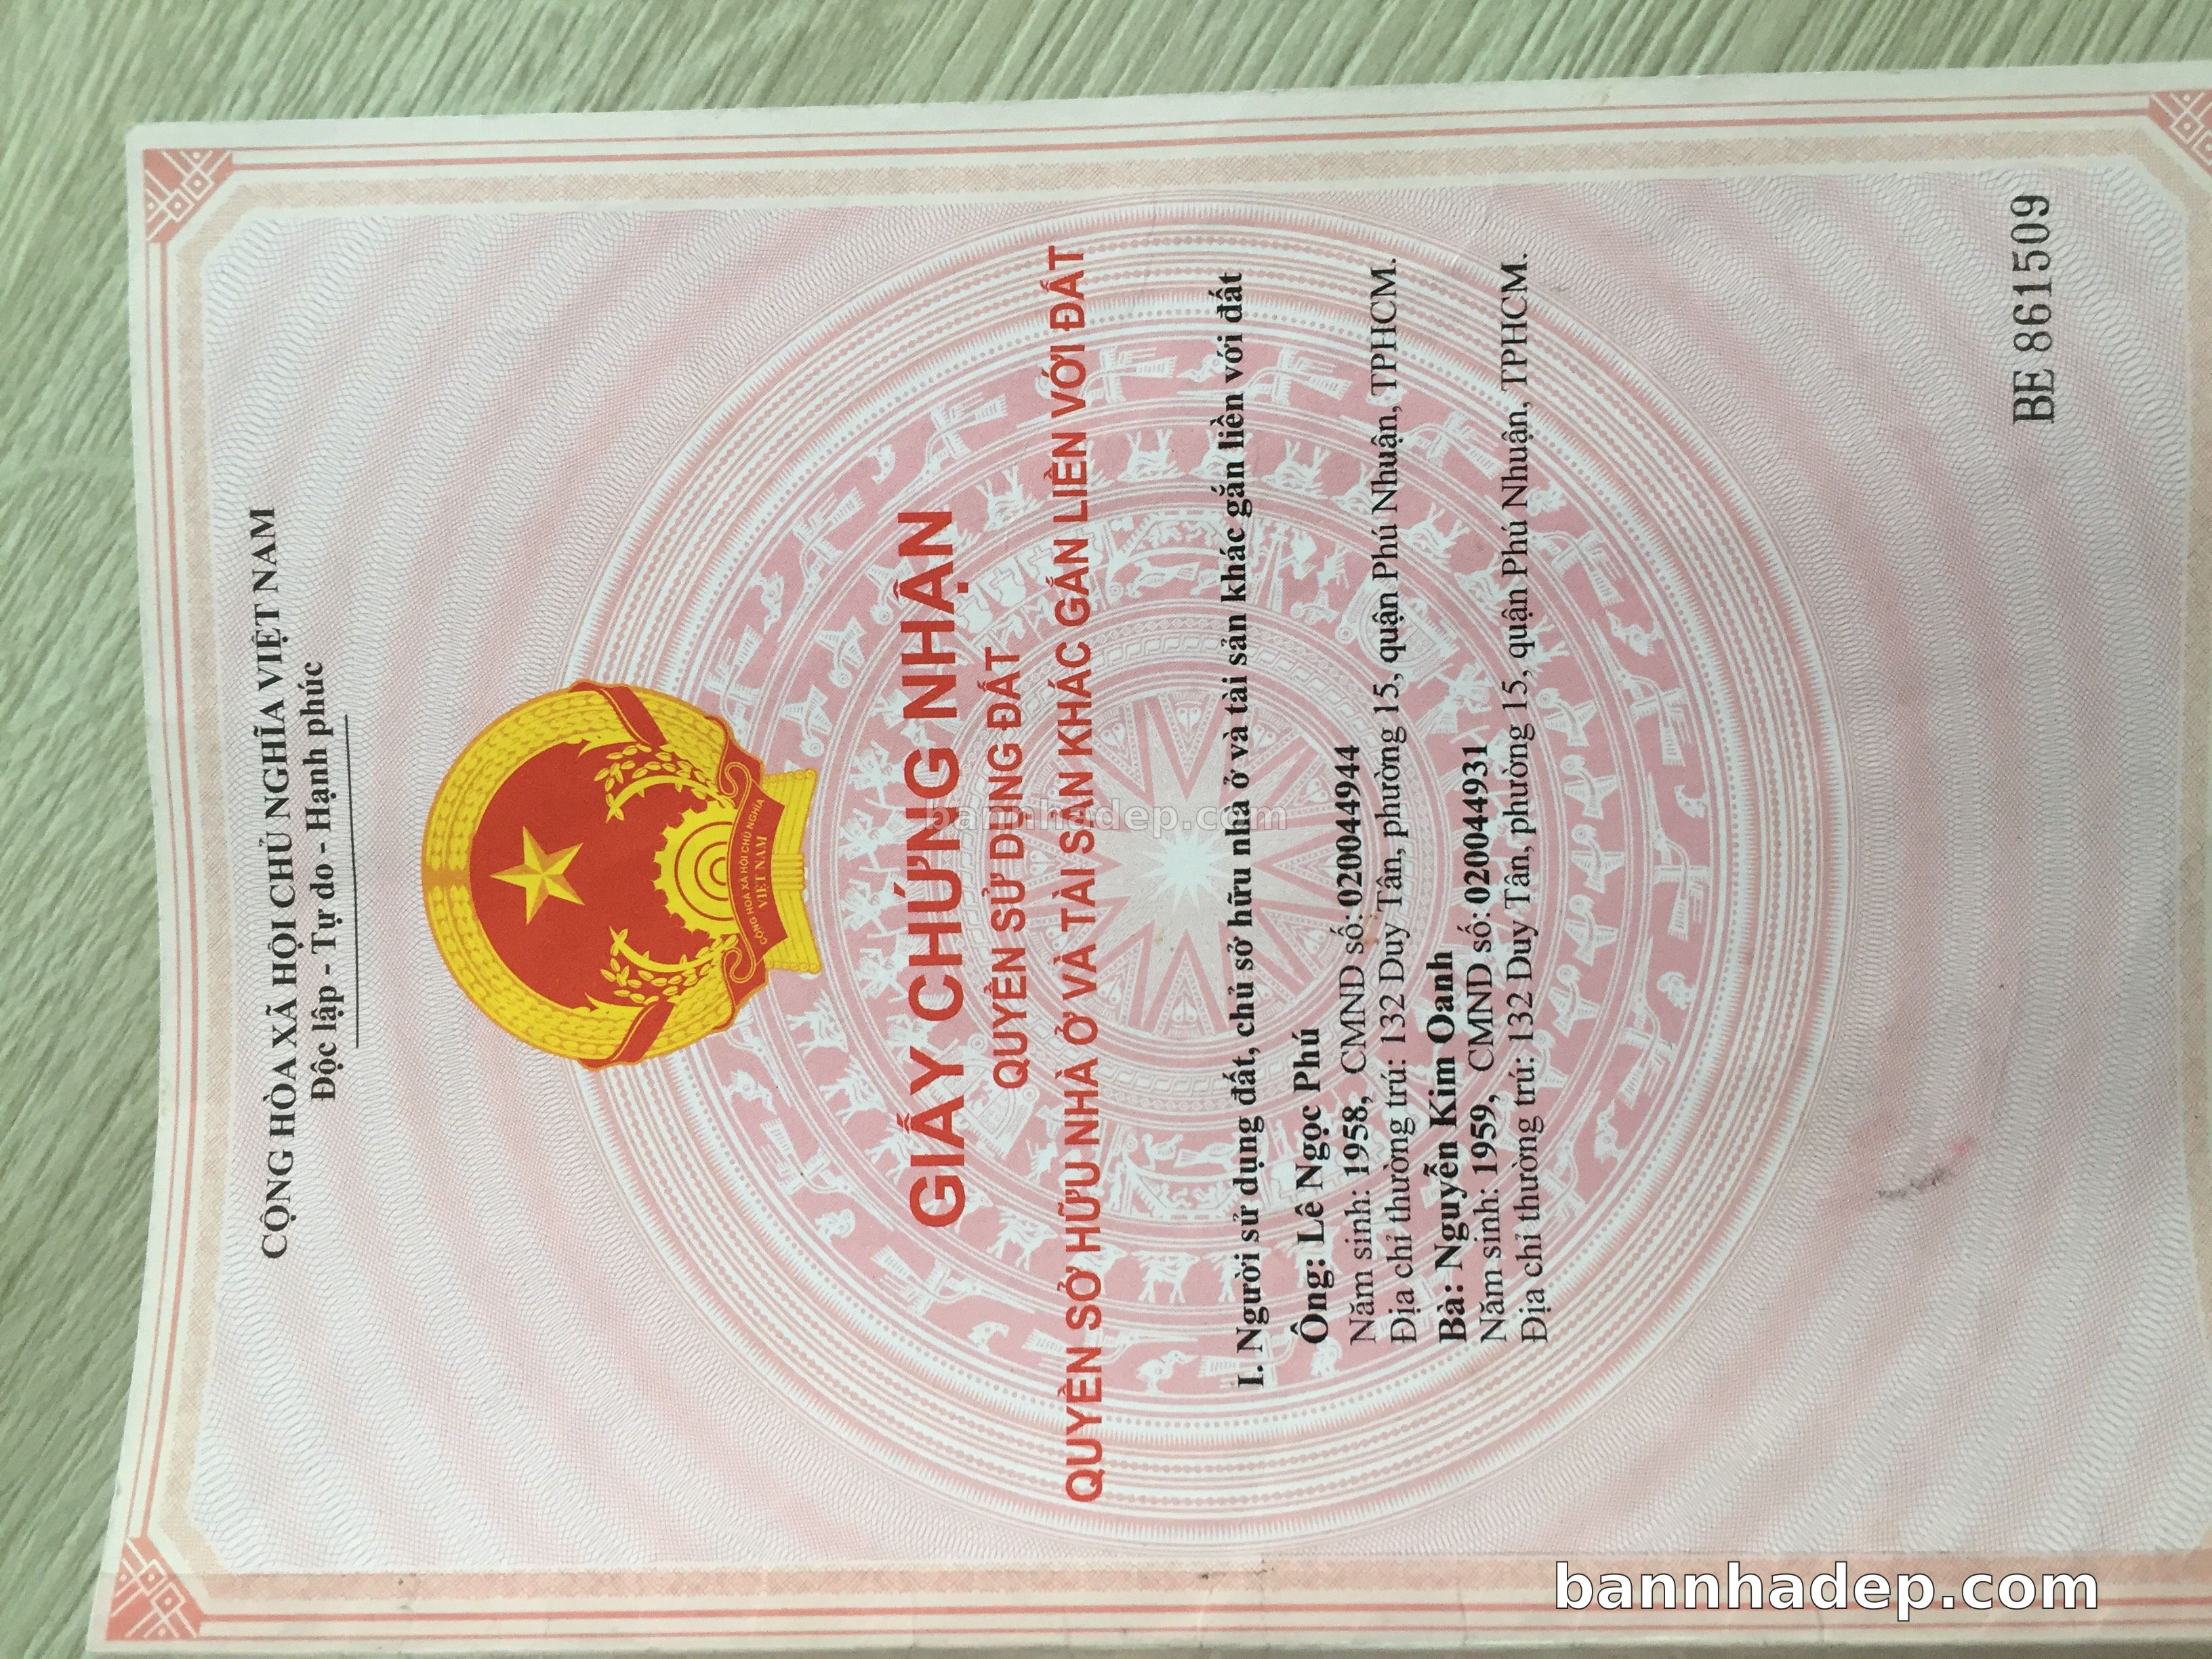 CỘNG HÒA XÃ HỘI CHỦ NGHĨA VIỆT NAM
Độc lập - Tự do - Hạnh phúc
CỘNG HOÀ XÃ HỘI CHỦ NGHĨA
VIỆT NAM
GIẤY CHỨNG NHẬN
QUYỀN SỬ DỤNG ĐẤT
QUYỀN SỞ HỮU NHÀ Ở VÀ TÀI SẢN KHÁC GẮN LIỀN VỚI ĐẤT
I. Người sử dụng đất, chủ sở hữu nhà ở và tài sản khác gắn liền với đất
Ông: Lê Ngọc Phú
Năm sinh: 1958, CMND số: 020044944
Địa chỉ thường trú: 132 Duy Tân, phường 15, quận Phú Nhuận, TPHCM.
Bà: Nguyễn Kim Oanh
Năm sinh: 1959, CMND số: 020044931
Địa chỉ thường trú: 132 Duy Tân, phường 15, quận Phú Nhuận, TPHCM.
BE 861509
bannhadep.com
bannhadep.com